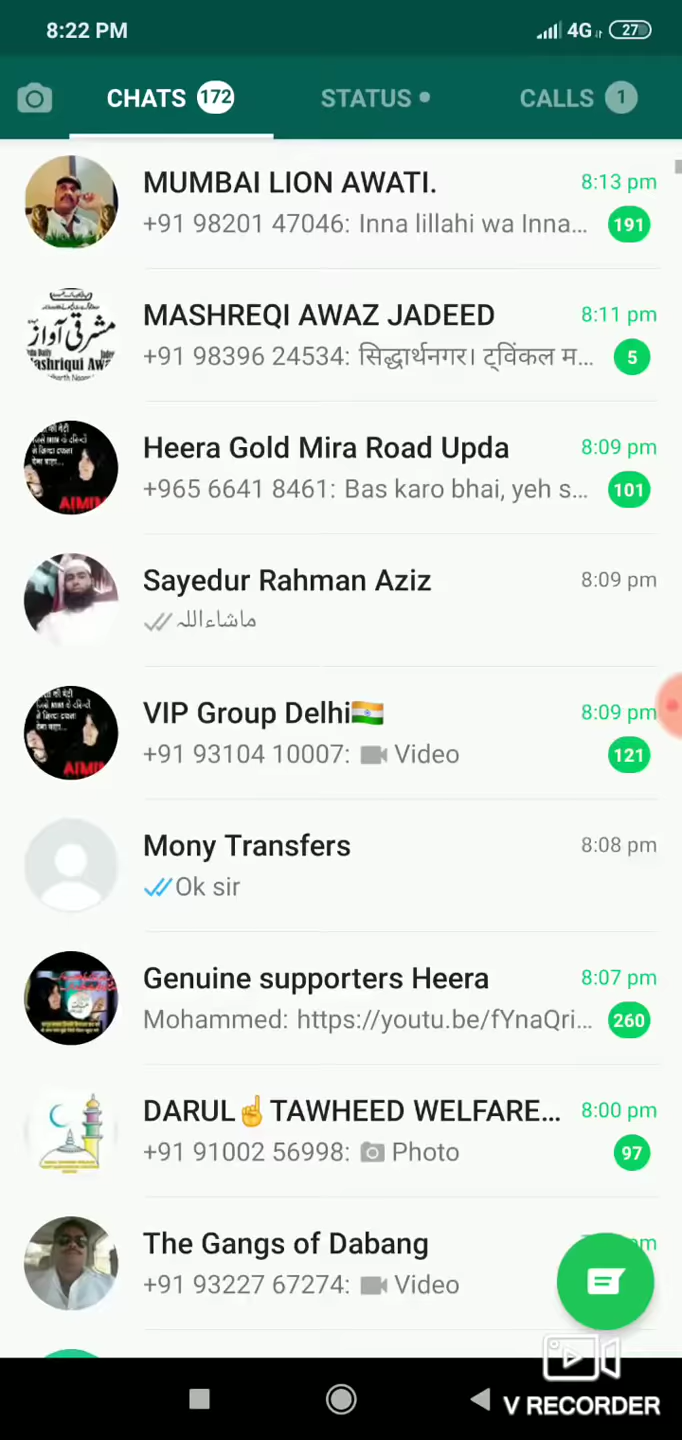 8:22 PM
4G
27
CHATS 172
STATUS
CALLS 1
MUMBAI LION AWATI.
8:13 pm
+91 98201 47046: Inna lillahi wa Inna...
191
مشرقی آواز
MASHREQI AWAZ JADEED
8:11 pm
+91 98396 24534: सिद्धार्थनगर। ट्विंकल म...
5
Heera Gold Mira Road Upda
8:09 pm
+965 6641 8461: Bas karo bhai, yeh s...
101
AIMIM
Sayedur Rahman Aziz
8:09 pm
ماشاءاللہ
VIP Group Delhi
8:09 pm
+91 93104 10007: Video
121
Mony Transfers
8:08 pm
Ok sir
Genuine supporters Heera
8:07 pm
Mohammed: https://youtu.be/fYnaQri...
260
DARUL☝TAWHEED WELFARE...
8:00 pm
+91 91002 56998: Photo
97
The Gangs of Dabang
+91 93227 67274: Video
V RECORDER